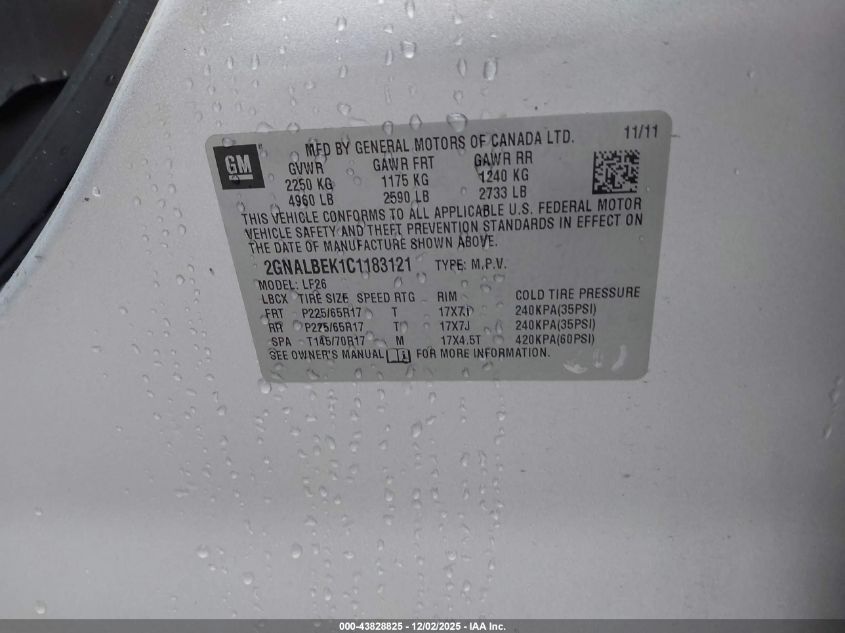 GM
MFD BY GENERAL MOTORS OF CANADA LTD. 11/11
GVWR GAWR FRT GAWR RR
2250 KG 1175 KG 1240 KG
4960 LB 2590 LB 2733 LB
THIS VEHICLE CONFORMS TO ALL APPLICABLE U.S. FEDERAL MOTOR
VEHICLE SAFETY AND THEFT PREVENTION STANDARDS IN EFFECT ON
THE DATE OF MANUFACTURE SHOWN ABOVE.
2GNALBEK1C1183121 TYPE: M.P.V.
MODEL: LF26
LBCX TIRE SIZE SPEED RTG RIM COLD TIRE PRESSURE
FRT P225/65R17 T 17X7J 240KPA(35PSI)
RR P225/65R17 T 17X7J 240KPA(35PSI)
SPA T145/70R17 M 17X4.5T 420KPA(60PSI)
SEE OWNER'S MANUAL FOR MORE INFORMATION.
000-43828825 - 12/02/2025 - IAA Inc.